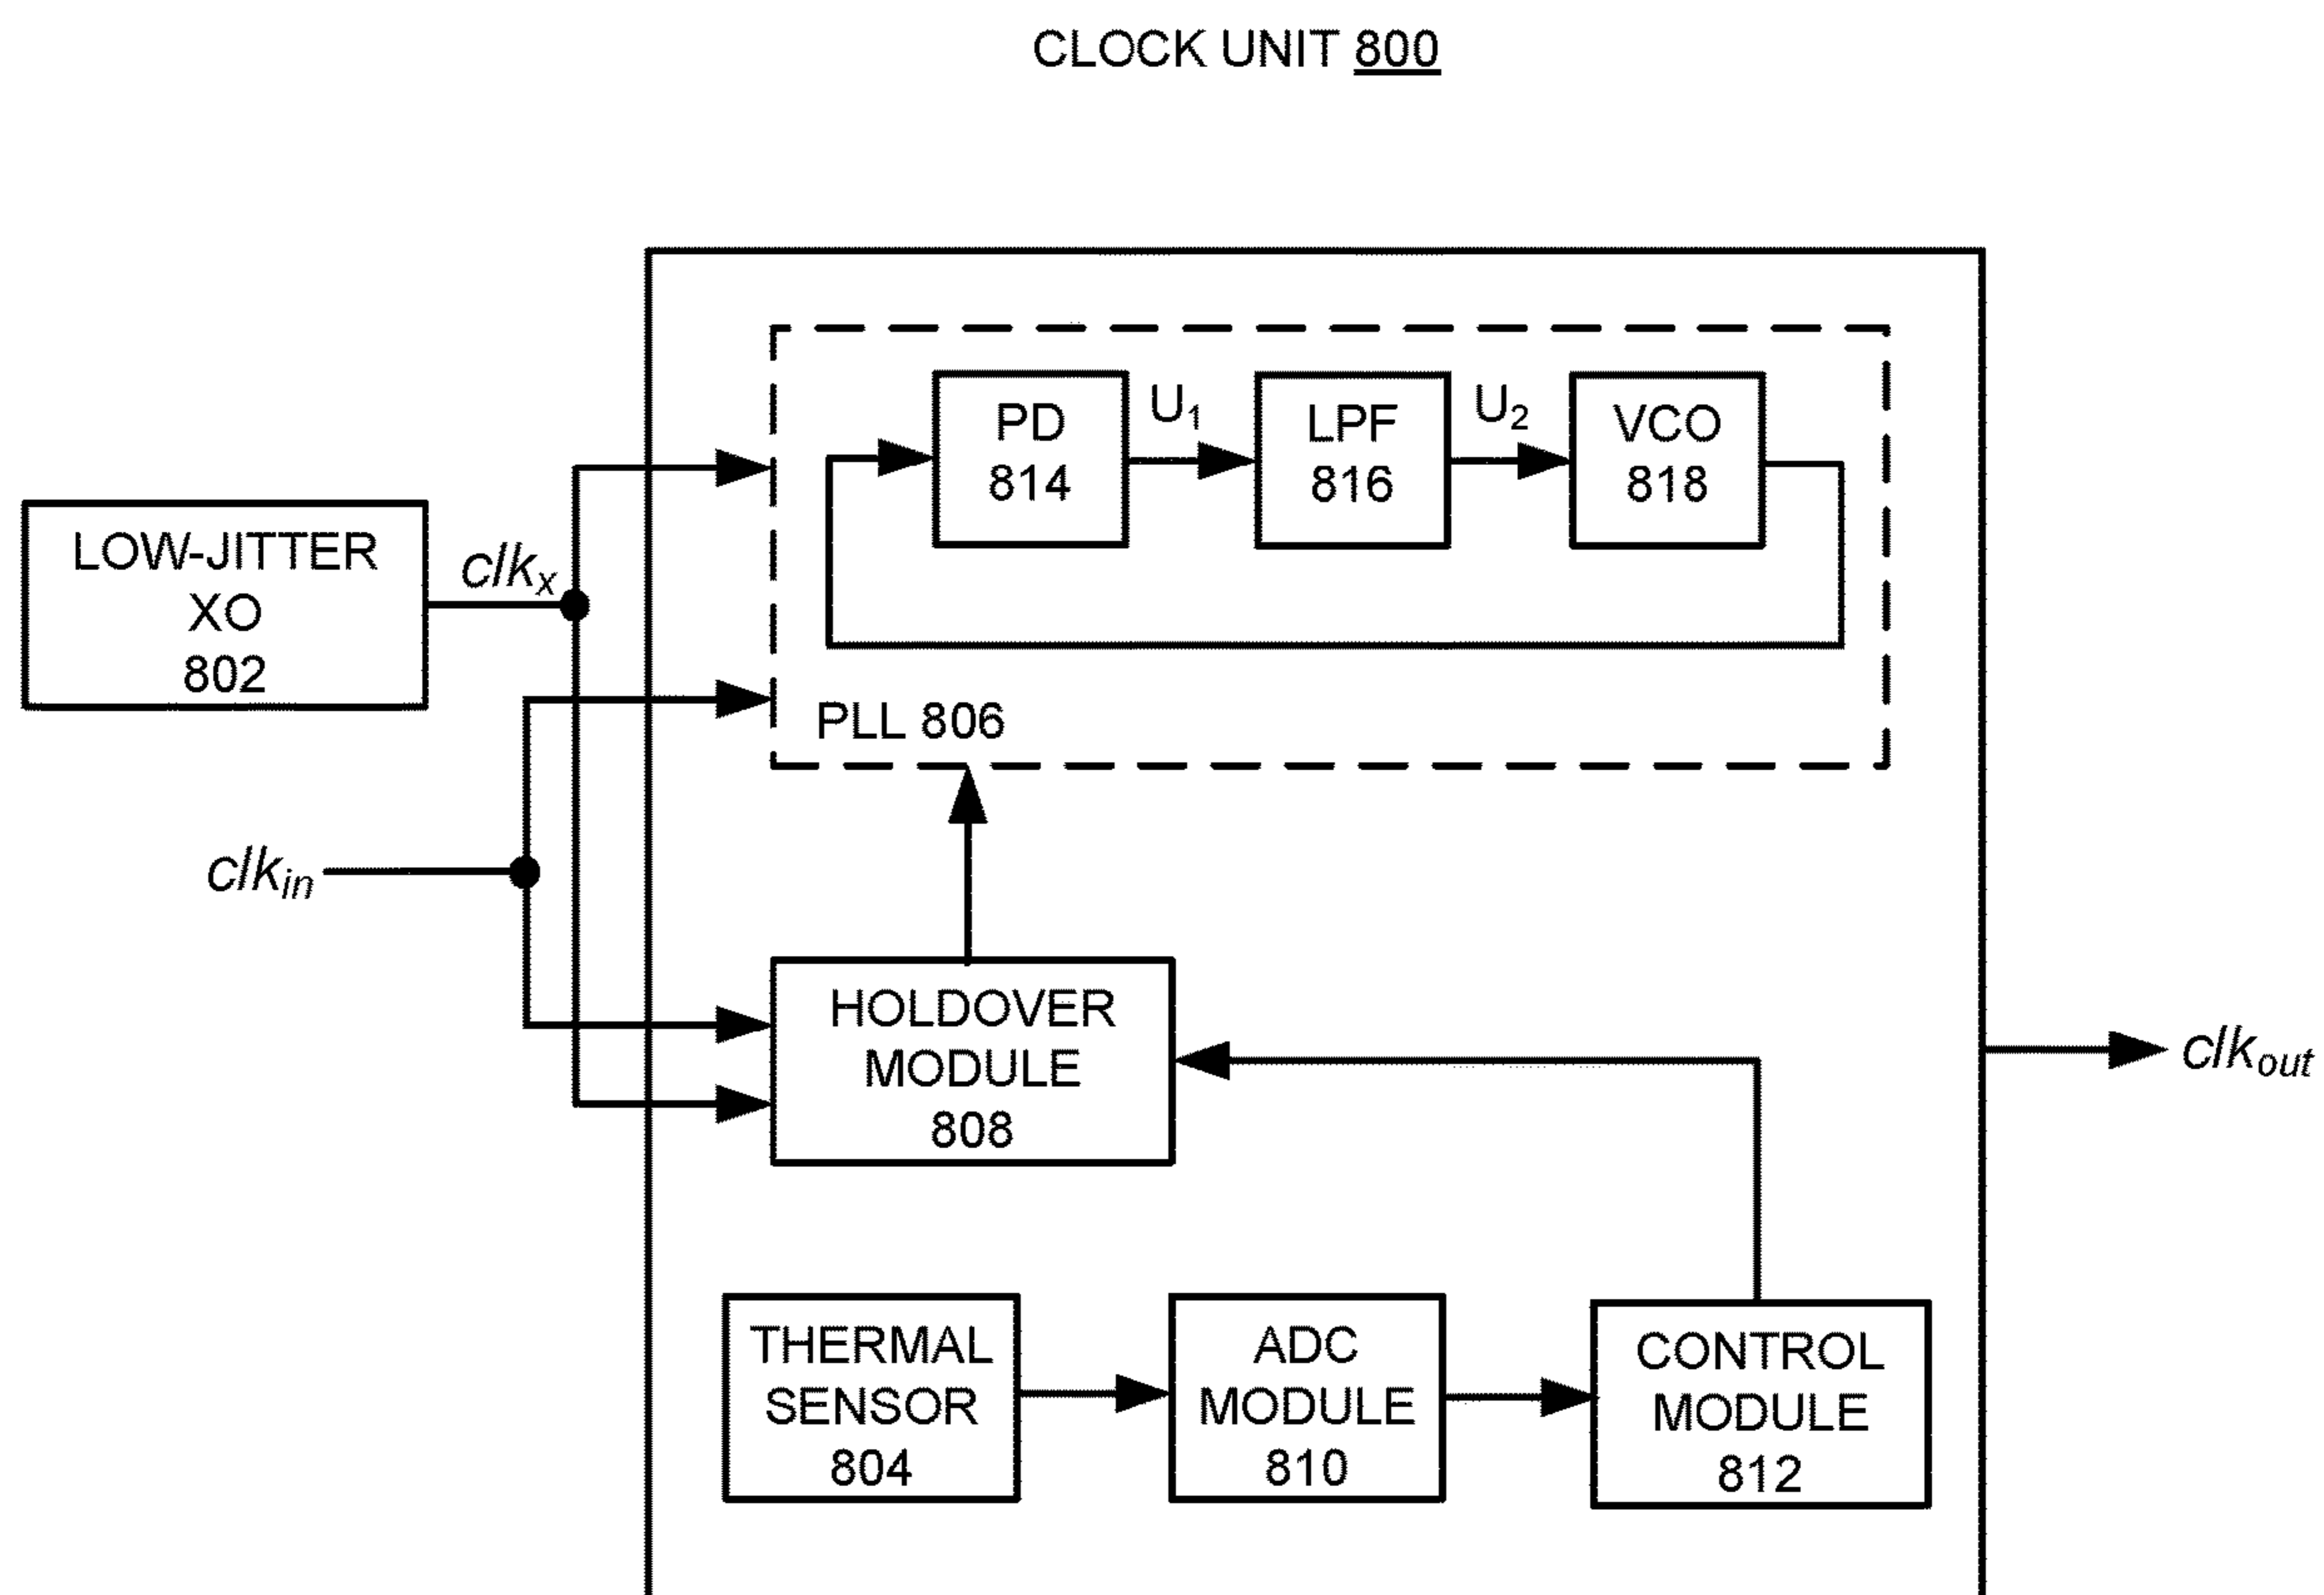 CLOCK UNIT 800
PD
814
U1
LPF
816
U2
VCO
818
LOW-JITTER
XO
802
clkx
PLL 806
clkin
HOLDOVER
MODULE
808
clkout
THERMAL
SENSOR
804
ADC
MODULE
810
CONTROL
MODULE
812